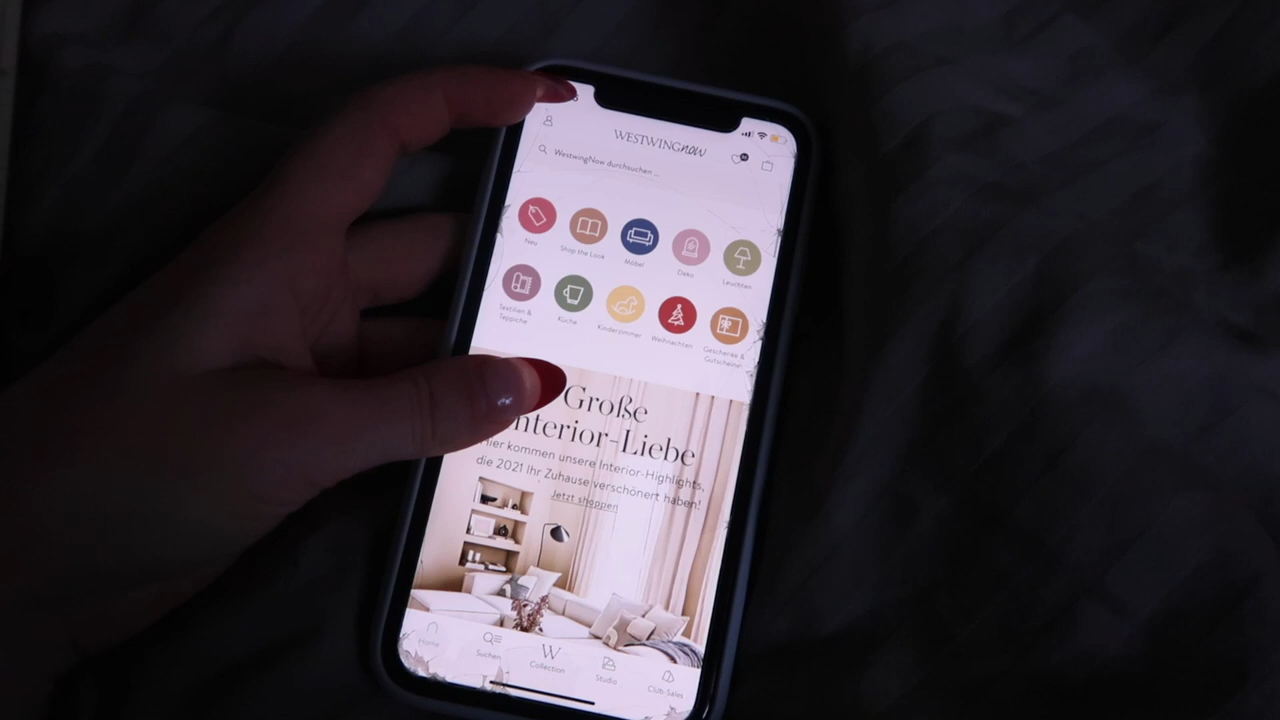 WESTWINGnow
WestwingNow durchsuchen ...
Neu
Shop the Look
Möbel
Deko
Leuchten
Textilien &
Teppiche
Küche
Kinderzimmer
Weihnachten
Geschenke &
Gutscheine
Große
Interior-Liebe
Hier kommen unsere Interior-Highlights,
die 2021 Ihr Zuhause verschönert haben!
Jetzt shoppen
Home
Suchen
W
Collection
Studio
Club Sales